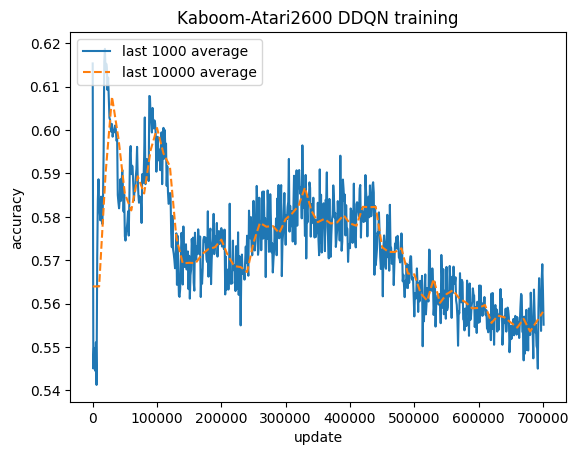 Kaboom-Atari2600 DDQN training
last 1000 average
last 10000 average
accuracy
0.62
0.61
0.60
0.59
0.58
0.57
0.56
0.55
0.54
0 100000 200000 300000 400000 500000 600000 700000
update